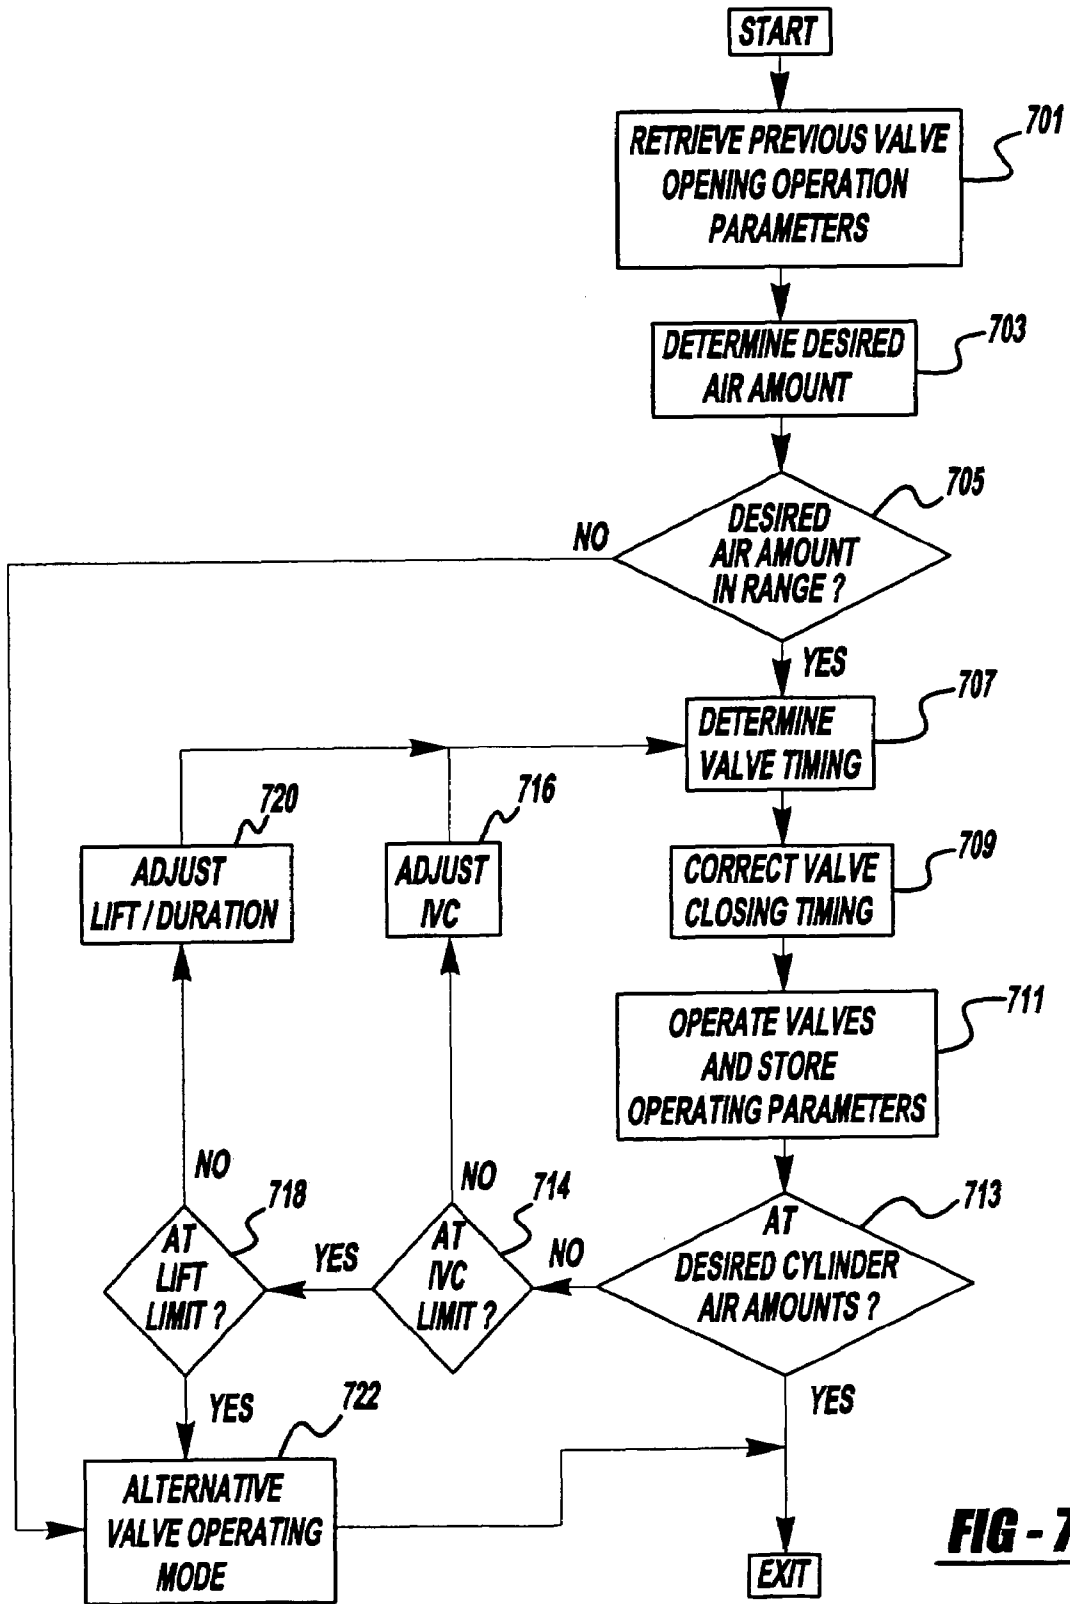 START
RETRIEVE PREVIOUS VALVE
OPENING OPERATION
PARAMETERS
701
DETERMINE DESIRED
AIR AMOUNT
703
DESIRED
AIR AMOUNT
IN RANGE ?
705
NO
YES
DETERMINE
VALVE TIMING
707
ADJUST
LIFT / DURATION
720
ADJUST
IVC
716
CORRECT VALVE
CLOSING TIMING
709
OPERATE VALVES
AND STORE
OPERATING PARAMETERS
711
AT
DESIRED CYLINDER
AIR AMOUNTS ?
713
NO
YES
AT
IVC
LIMIT ?
714
NO
YES
AT
LIFT
LIMIT ?
718
NO
YES
ALTERNATIVE
VALVE OPERATING
MODE
722
EXIT
FIG - 7